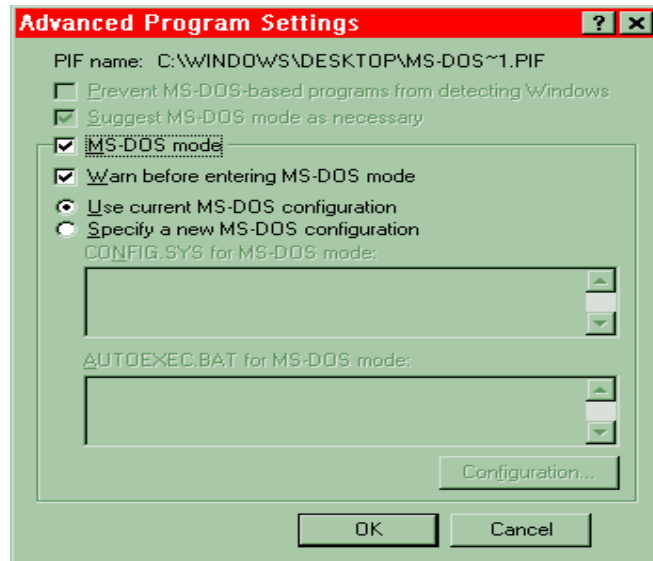 Advanced Program Settings
PIF name: C:\WINDOWS\DESKTOP\MS-DOS~1.PIF
Prevent MS-DOS-based programs from detecting Windows
Suggest MS-DOS mode as necessary
MS-DOS mode
Warn before entering MS-DOS mode
Use current MS-DOS configuration
Specify a new MS-DOS configuration
CONFIG.SYS for MS-DOS mode:
AUTOEXEC.BAT for MS-DOS mode:
Configuration...
OK Cancel